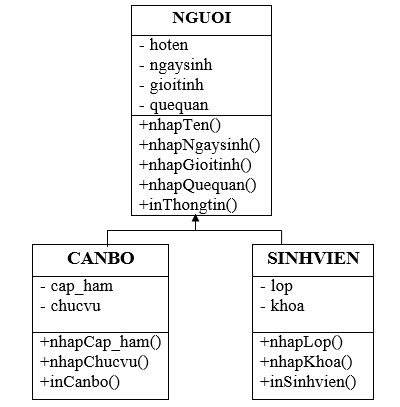 NGUOI
- hoten
- ngaysinh
- gioitinh
- quequan
+nhapTen()
+nhapNgaysinh()
+nhapGioitinh()
+nhapQuequan()
+inThongtin()
CANBO
- cap_ham
- chucvu
+nhapCap_ham()
+nhapChucvu()
+inCanbo()
SINHVIEN
- lop
- khoa
+nhapLop()
+nhapKhoa()
+inSinhvien()